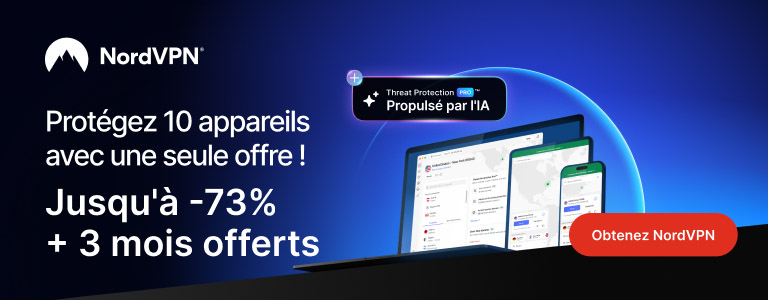 NordVPN®
Protégez 10 appareils
avec une seule offre !
Jusqu'à -73%
+ 3 mois offerts
Threat Protection PRO™
Propulsé par l'IA
Obtenez NordVPN